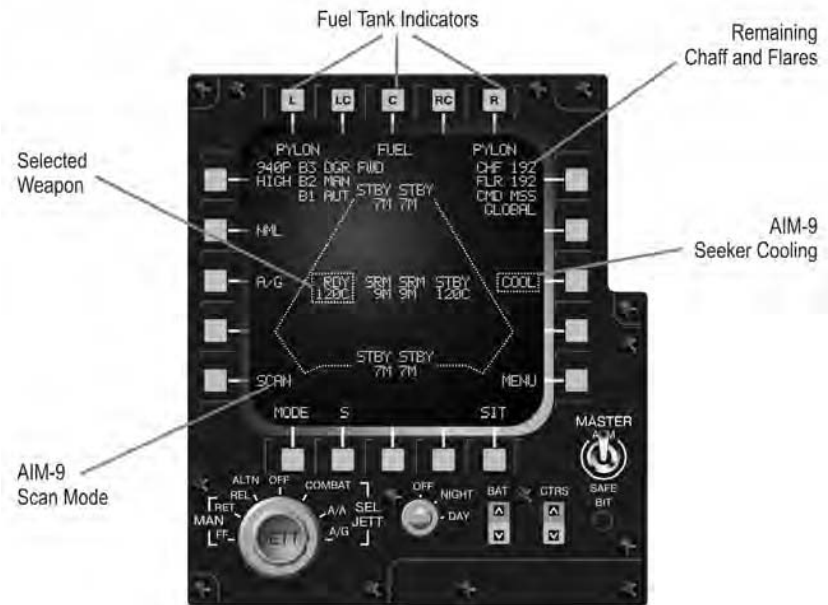 Fuel Tank Indicators
Remaining
Chaff and Flares
L LC C RC R
PYLON FUEL PYLON
940P B3 DGR FWD CHF 192
HIGH B2 MAN FLR 192
B1 AUT STBY STBY CMD MSS
7M 7M GLOBAL
Selected
Weapon
NML
AIM-9
Seeker Cooling
A/G RDY SRM SRM STBY COOL
120C 9M 9M 120C
STBY STBY
7M 7M
SCAN MENU
MODE S SIT
AIM-9
Scan Mode
MASTER
ARM
SAFE
BIT
ALTN OFF COMBAT
REL A/A
RET SEL
MAN JETT
FF A/G
JETT
OFF NIGHT
DAY
BAT CTRS